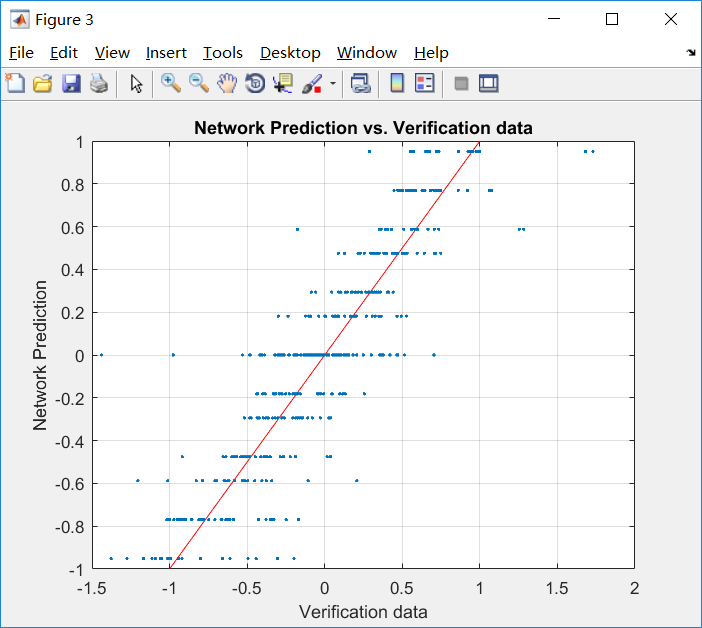 Figure 3
File Edit View Insert Tools Desktop Window Help
Network Prediction vs. Verification data
Network Prediction
1
0.8
0.6
0.4
0.2
0
-0.2
-0.4
-0.6
-0.8
-1
-1.5 -1 -0.5 0 0.5 1 1.5 2
Verification data